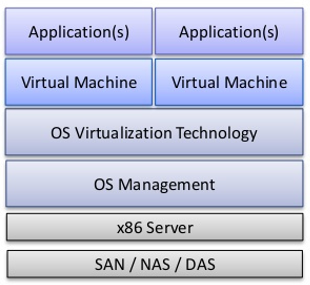 Application(s) Application(s)
Virtual Machine Virtual Machine
OS Virtualization Technology
OS Management
x86 Server
SAN / NAS / DAS